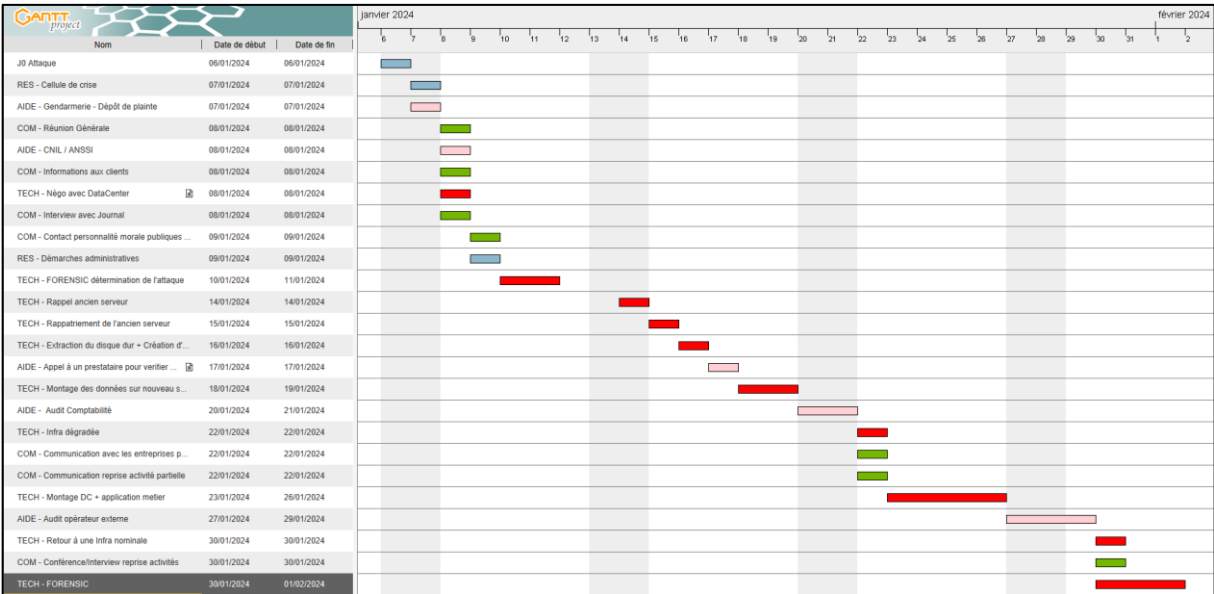 GANTT project
janvier 2024 février 2024
6 7 8 9 10 11 12 13 14 15 16 17 18 19 20 21 22 23 24 25 26 27 28 29 30 31 1 2
Nom Date de début Date de fin
J0 Attaque 06/01/2024 06/01/2024
RES - Cellule de crise 07/01/2024 07/01/2024
AIDE - Gendarmerie - Dépôt de plainte 07/01/2024 07/01/2024
COM - Réunion Générale 08/01/2024 08/01/2024
AIDE - CNIL / ANSSI 08/01/2024 08/01/2024
COM - Informations aux clients 08/01/2024 08/01/2024
TECH - Négo avec DataCenter 08/01/2024 08/01/2024
COM - Interview avec Journal 08/01/2024 08/01/2024
COM - Contact personnalité morale publiques ... 09/01/2024 09/01/2024
RES - Démarches administratives 09/01/2024 09/01/2024
TECH - FORENSIC détermination de l'attaque 10/01/2024 11/01/2024
TECH - Rappel ancien serveur 14/01/2024 14/01/2024
TECH - Rappatriement de l'ancien serveur 15/01/2024 15/01/2024
TECH - Extraction du disque dur + Création d'... 16/01/2024 16/01/2024
AIDE - Appel à un prestataire pour verifier ... 17/01/2024 17/01/2024
TECH - Montage des données sur nouveau s... 18/01/2024 19/01/2024
AIDE - Audit Comptabilité 20/01/2024 21/01/2024
TECH - Infra dégradée 22/01/2024 22/01/2024
COM - Communication avec les entreprises p... 22/01/2024 22/01/2024
COM - Communication reprise activité partielle 22/01/2024 22/01/2024
TECH - Montage DC + application metier 23/01/2024 26/01/2024
AIDE - Audit opérateur externe 27/01/2024 29/01/2024
TECH - Retour à une Infra nominale 30/01/2024 30/01/2024
COM - Conférence/Interview reprise activités 30/01/2024 30/01/2024
TECH - FORENSIC 30/01/2024 01/02/2024